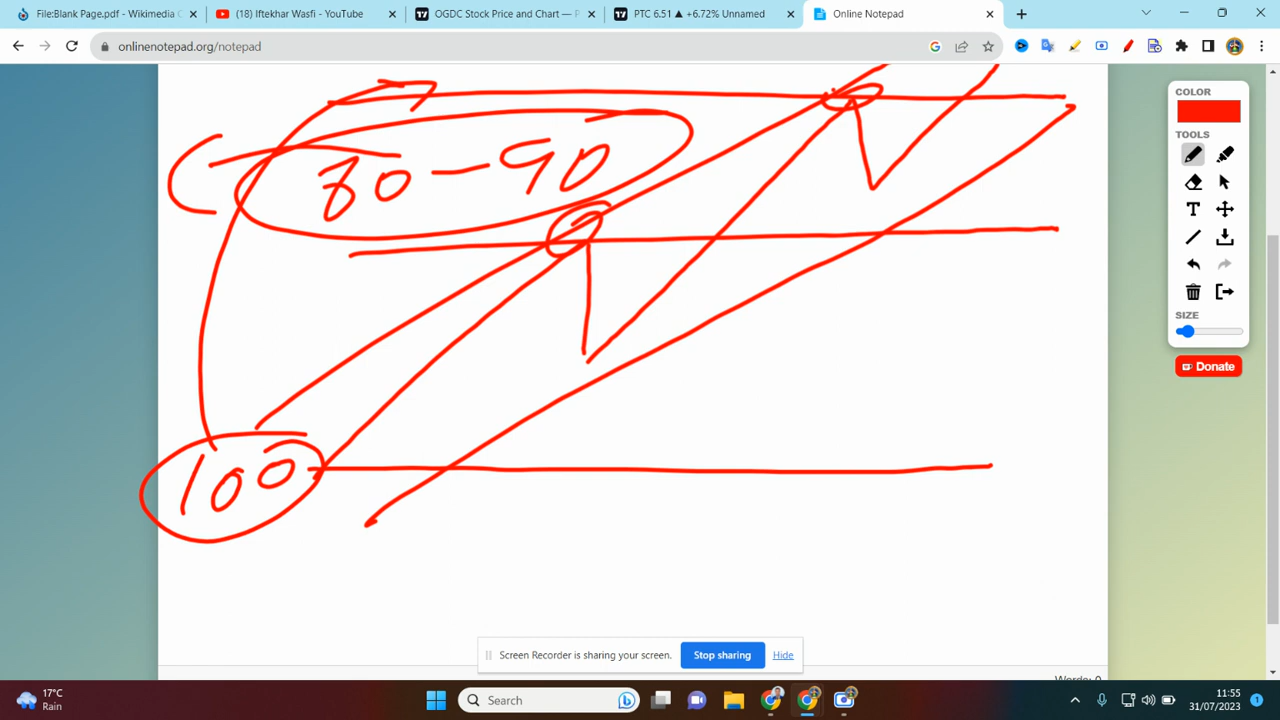 File:Blank Page.pdf - Wikimedia C
(18) Iftekhar Wasfi - YouTube
OGDC Stock Price and Chart — P
PTC 6.51 ▲ +6.72% Unnamed
Online Notepad
onlinenotepad.org/notepad
COLOR
TOOLS
SIZE
Donate
80-90
100
Screen Recorder is sharing your screen. Stop sharing Hide
Words: 0
17°C
Rain
Search
11:55
31/07/2023